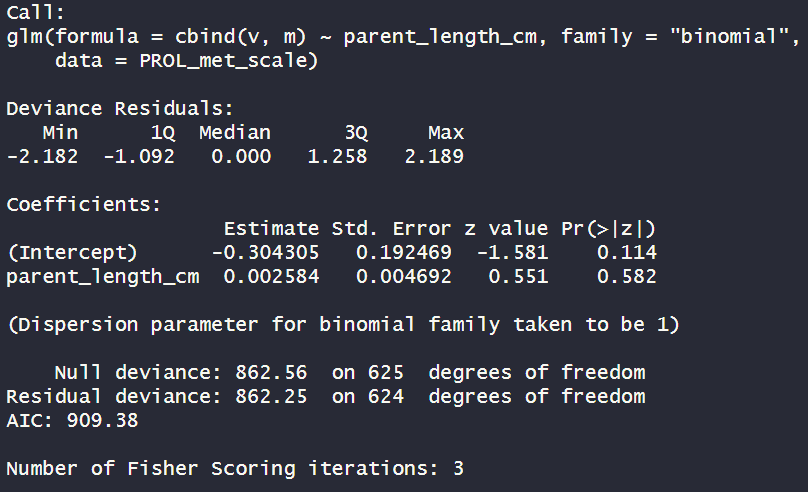 Call:
glm(formula = cbind(v, m) ~ parent_length_cm, family = "binomial",
    data = PROL_met_scale)

Deviance Residuals:
   Min      1Q  Median      3Q     Max
-2.182  -1.092   0.000   1.258   2.189

Coefficients:
                  Estimate Std. Error z value Pr(>|z|)
(Intercept)      -0.304305   0.192469  -1.581    0.114
parent_length_cm  0.002584   0.004692   0.551    0.582

(Dispersion parameter for binomial family taken to be 1)

    Null deviance: 862.56  on 625  degrees of freedom
Residual deviance: 862.25  on 624  degrees of freedom
AIC: 909.38

Number of Fisher Scoring iterations: 3